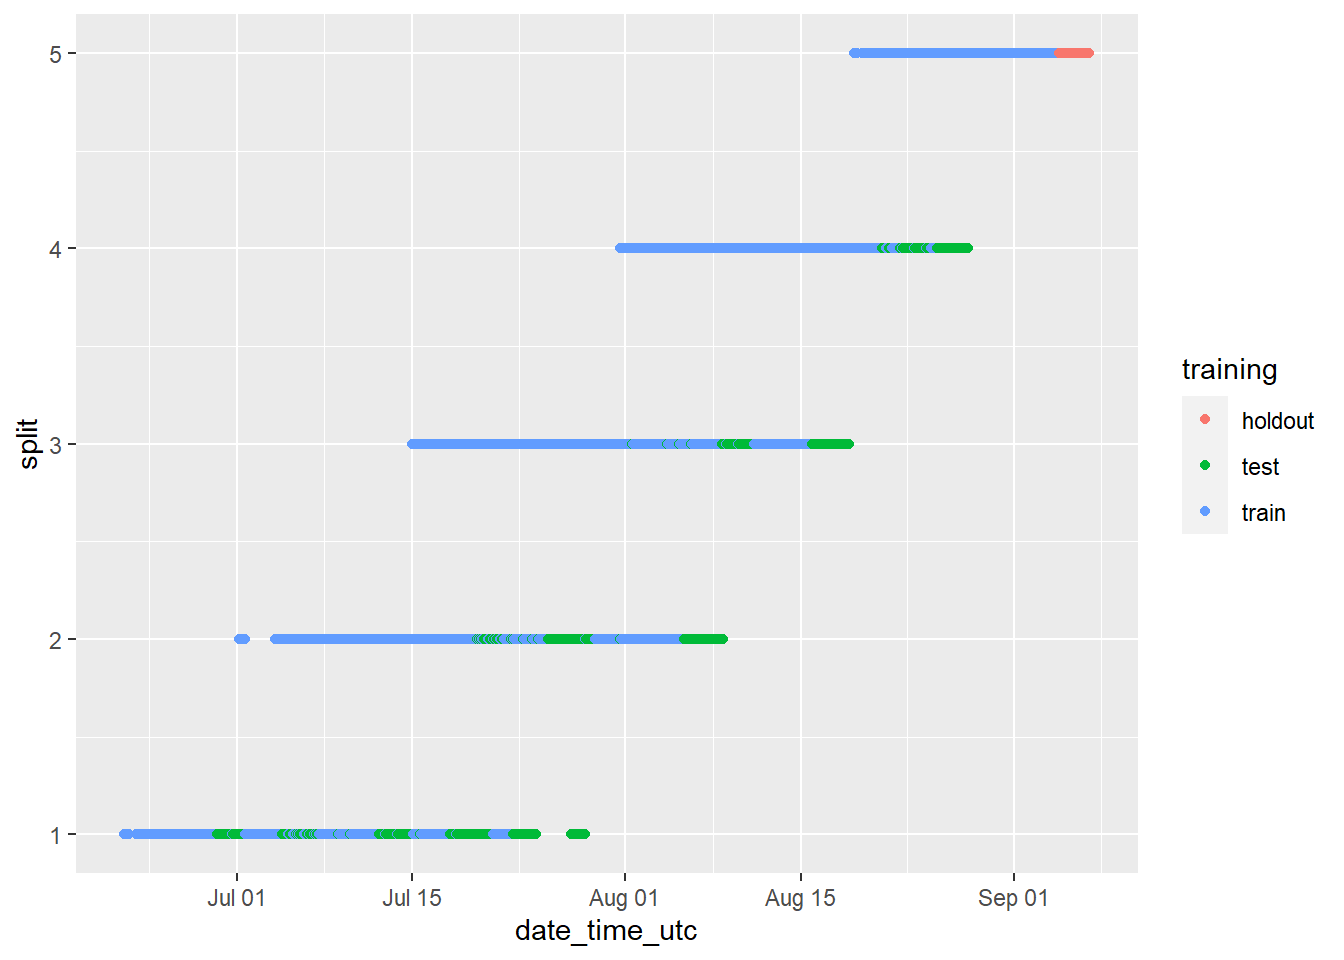 5
4
3
2
1
split
Jul 01
Jul 15
Aug 01
Aug 15
Sep 01
date_time_utc
training
holdout
test
train